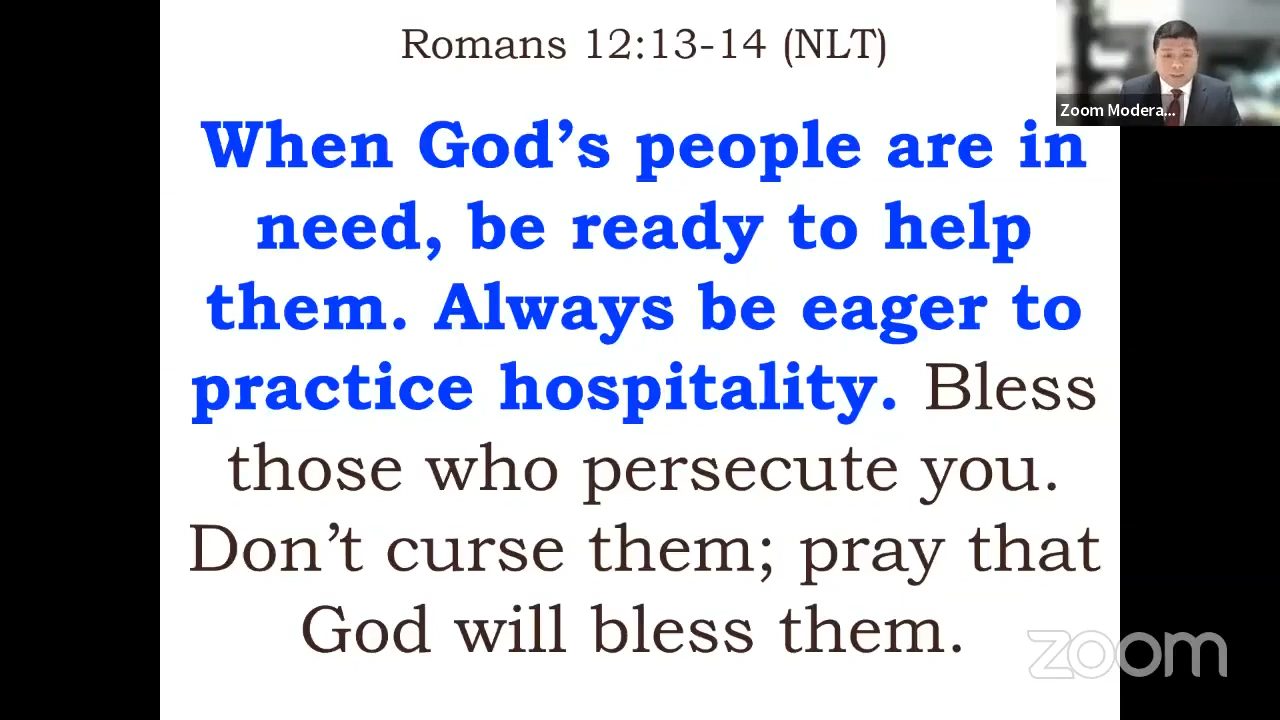 Romans 12:13-14 (NLT)
Zoom Modera...
When God’s people are in
need, be ready to help
them. Always be eager to
practice hospitality. Bless
those who persecute you.
Don’t curse them; pray that
God will bless them.
zoom